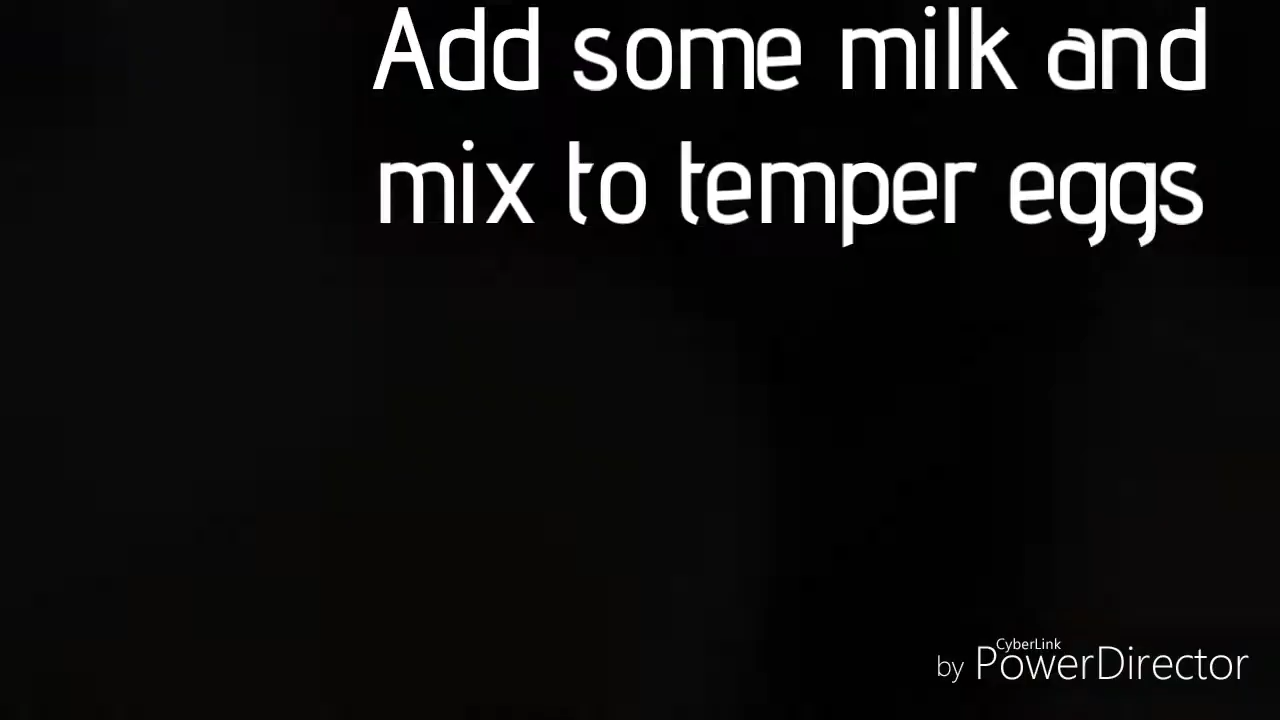 Add some milk and
mix to temper eggs
CyberLink
by PowerDirector